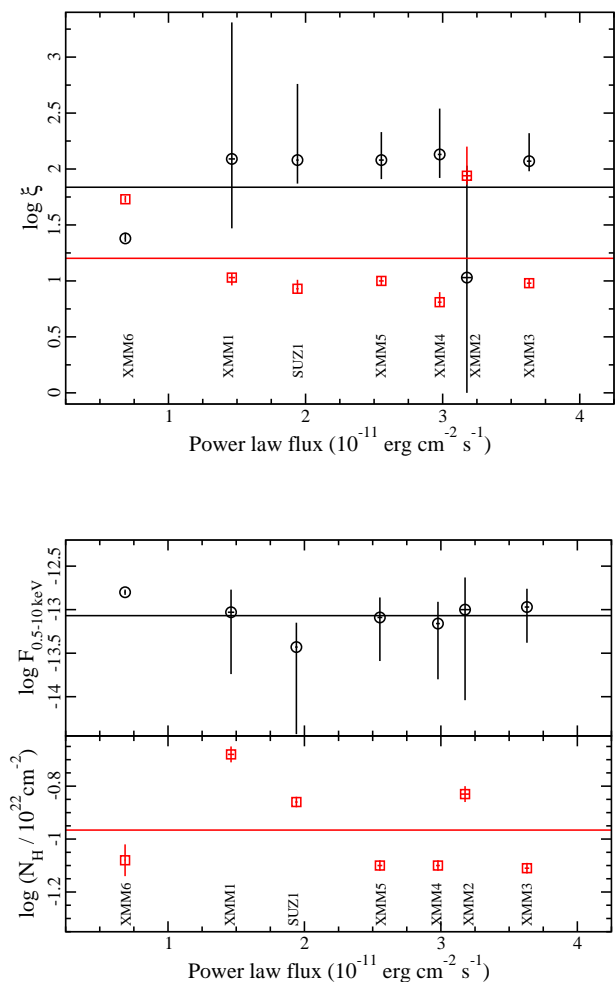 3
2.5
2
1.5
1
0.5
0
log ξ
XMM6
XMM1
SUZ1
XMM5
XMM4
XMM2
XMM3
1 2 3 4
Power law flux (10⁻¹¹ erg cm⁻² s⁻¹)
-12.5
-13
-13.5
-14
log F₀.₅₋₁₀ keV
-0.8
-1
-1.2
log (N_H / 10²²cm⁻²)
XMM6
XMM1
SUZ1
XMM5
XMM4
XMM2
XMM3
1 2 3 4
Power law flux (10⁻¹¹ erg cm⁻² s⁻¹)